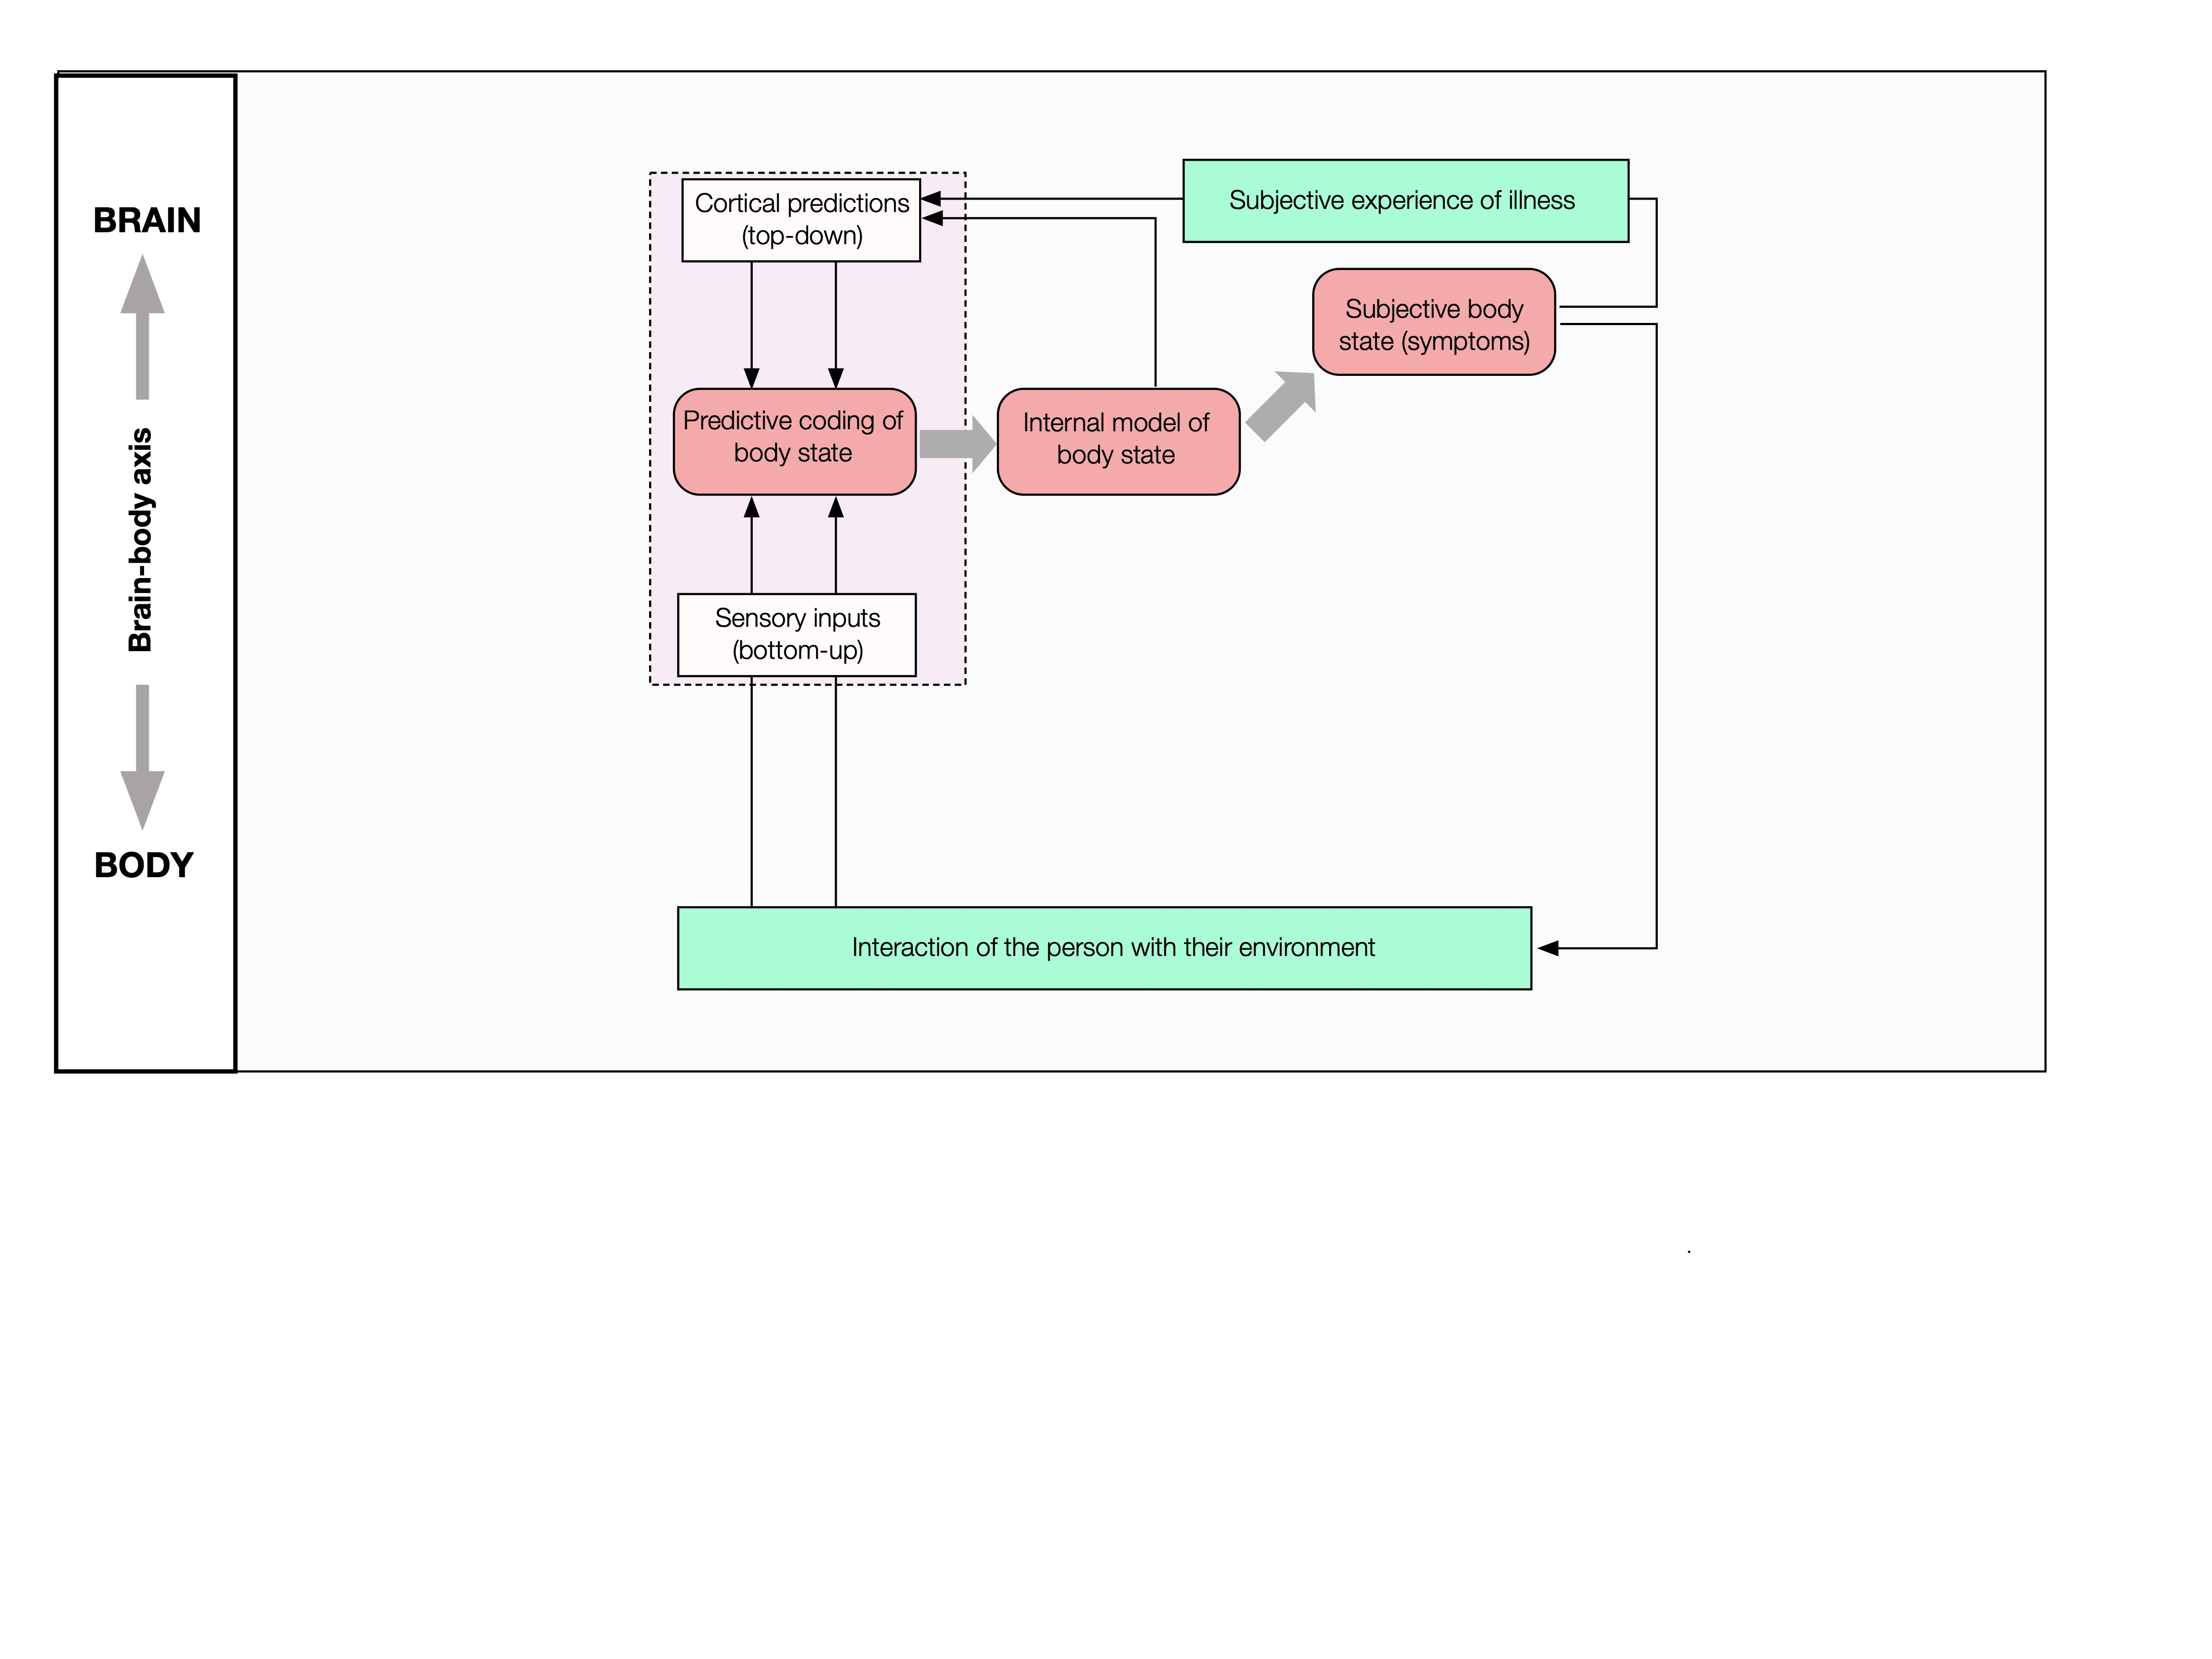 BRAIN
Brain-body axis
BODY
Cortical predictions
(top-down)
Subjective experience of illness
Subjective body
state (symptoms)
Predictive coding of
body state
Internal model of
body state
Sensory inputs
(bottom-up)
Interaction of the person with their environment